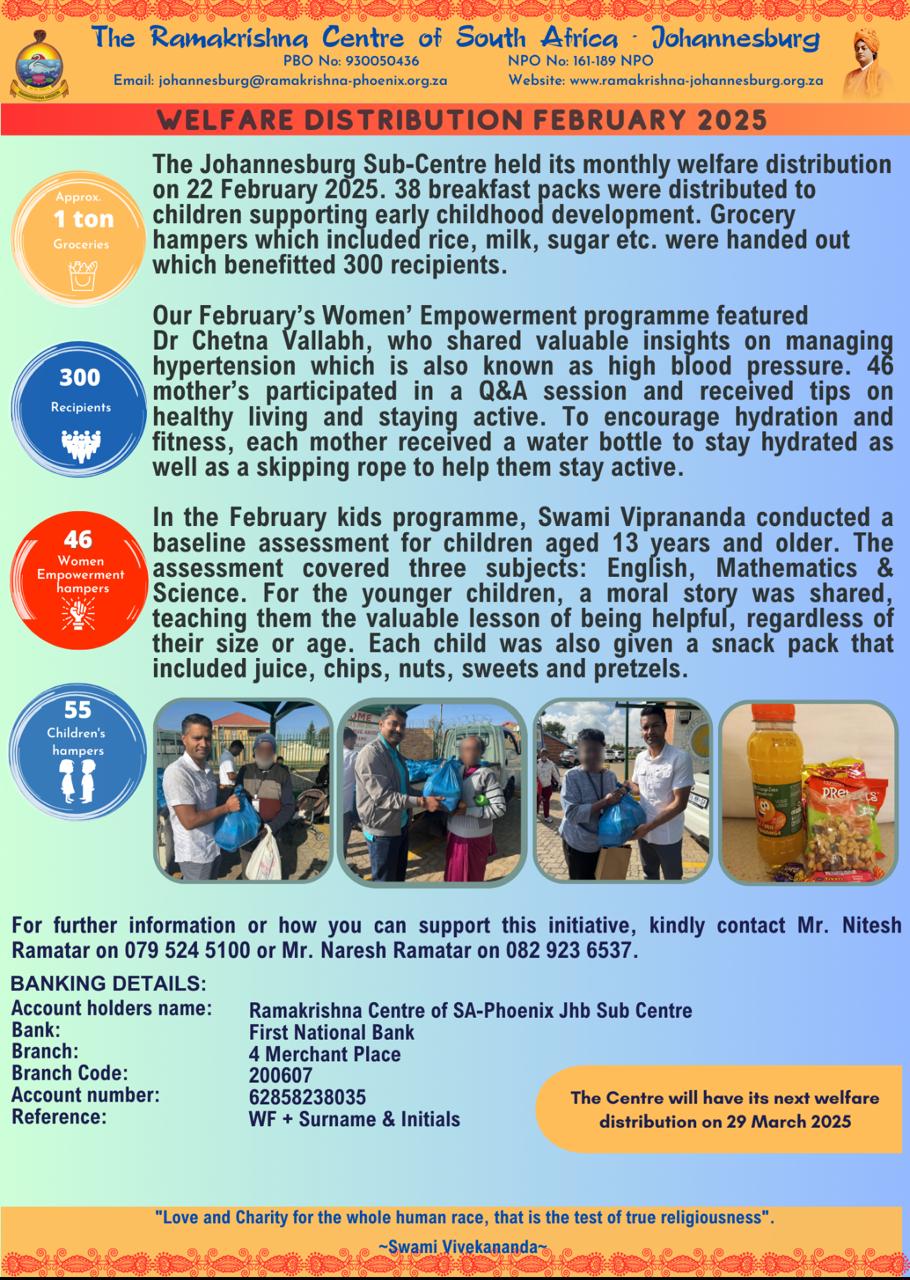 The Ramakrishna Centre of South Africa - Johannesburg
PBO No: 930050436 NPO No: 161-189 NPO
Email: johannesburg@ramakrishna-phoenix.org.za Website: www.ramakrishna-johannesburg.org.za
WELFARE DISTRIBUTION FEBRUARY 2025
Approx.
1 ton
Groceries
The Johannesburg Sub-Centre held its monthly welfare distribution
on 22 February 2025. 38 breakfast packs were distributed to
children supporting early childhood development. Grocery
hampers which included rice, milk, sugar etc. were handed out
which benefitted 300 recipients.
300
Recipients
Our February's Women' Empowerment programme featured
Dr Chetna Vallabh, who shared valuable insights on managing
hypertension which is also known as high blood pressure. 46
mother's participated in a Q&A session and received tips on
healthy living and staying active. To encourage hydration and
fitness, each mother received a water bottle to stay hydrated as
well as a skipping rope to help them stay active.
46
Women
Empowerment
hampers
In the February kids programme, Swami Viprananda conducted a
baseline assessment for children aged 13 years and older. The
assessment covered three subjects: English, Mathematics &
Science. For the younger children, a moral story was shared,
teaching them the valuable lesson of being helpful, regardless of
their size or age. Each child was also given a snack pack that
included juice, chips, nuts, sweets and pretzels.
55
Children's
hampers
PRETZELS
For further information or how you can support this initiative, kindly contact Mr. Nitesh
Ramatar on 079 524 5100 or Mr. Naresh Ramatar on 082 923 6537.
BANKING DETAILS:
Account holders name: Ramakrishna Centre of SA-Phoenix Jhb Sub Centre
Bank: First National Bank
Branch: 4 Merchant Place
Branch Code: 200607
Account number: 62858238035
Reference: WF + Surname & Initials
The Centre will have its next welfare
distribution on 29 March 2025
"Love and Charity for the whole human race, that is the test of true religiousness".
~Swami Vivekananda~